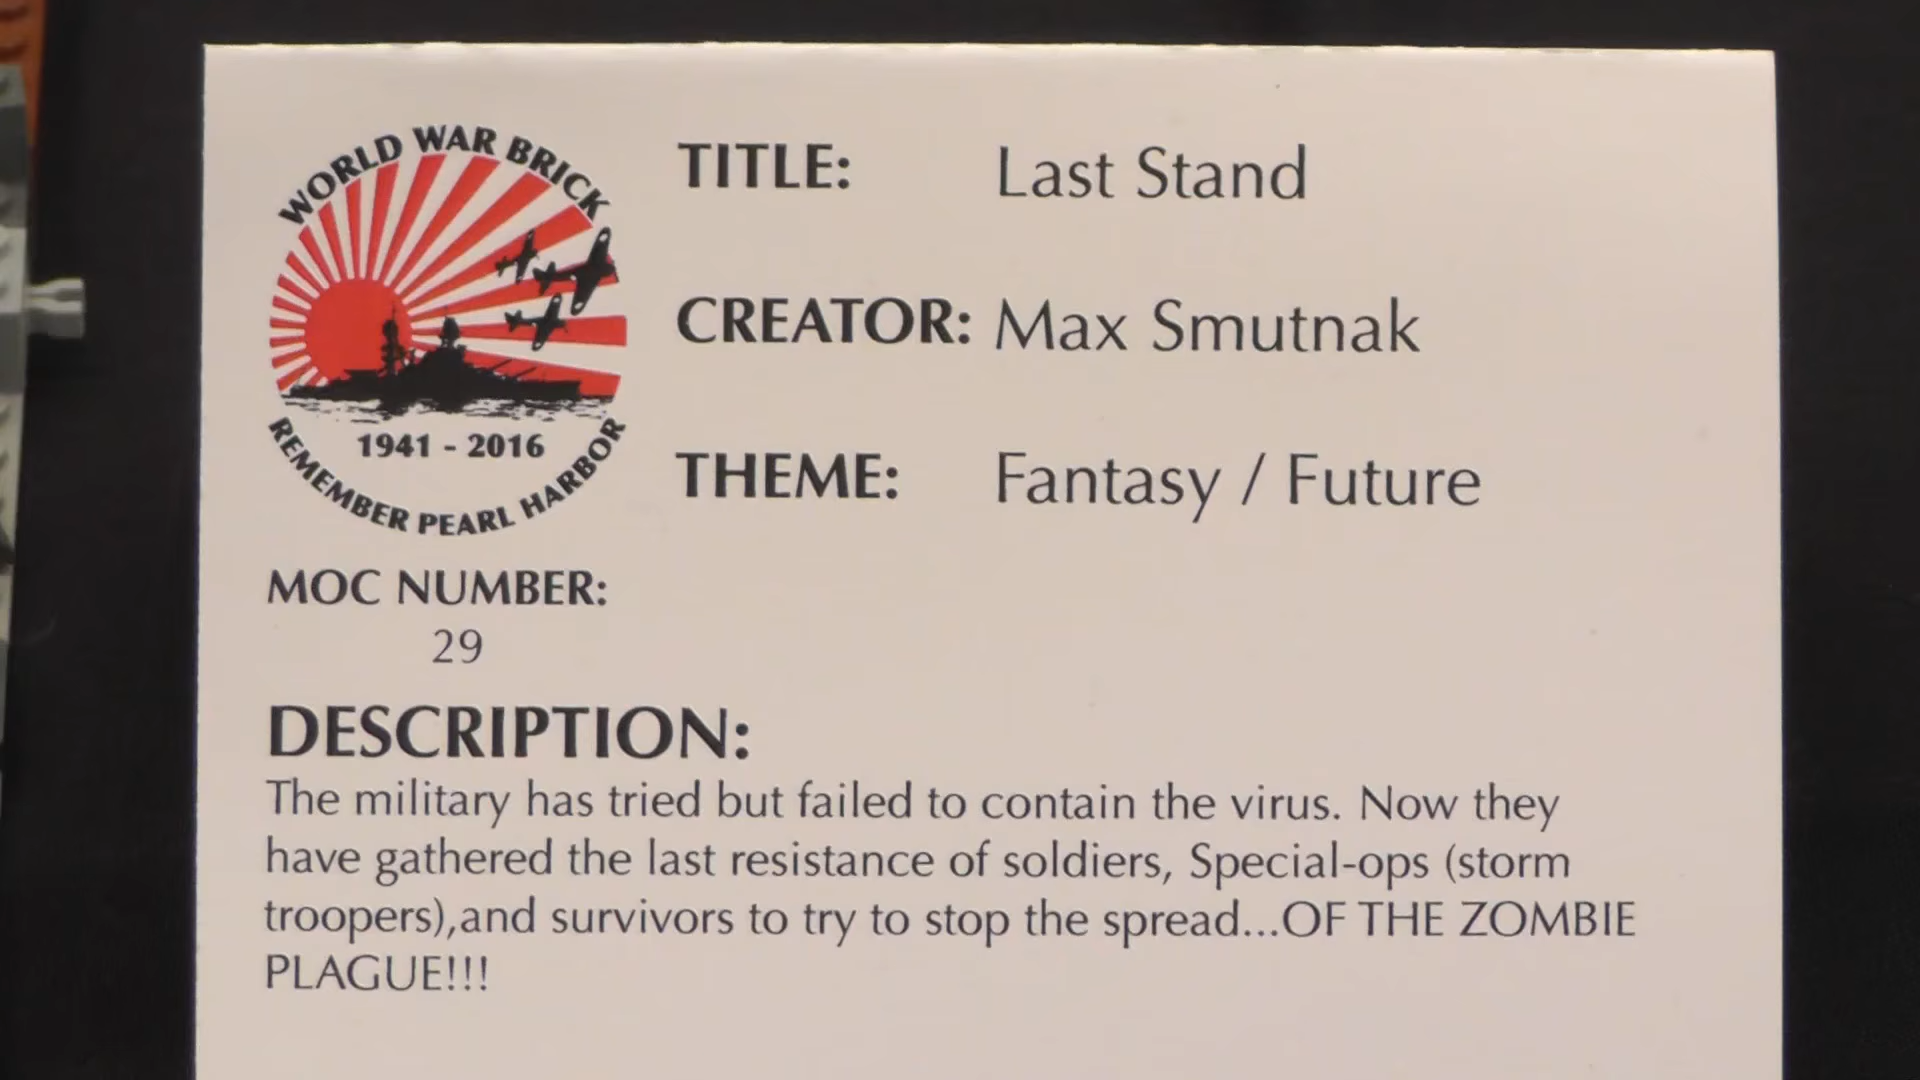 WORLD WAR BRICK
1941 - 2016
REMEMBER PEARL HARBOR
TITLE: Last Stand
CREATOR: Max Smutnak
THEME: Fantasy / Future
MOC NUMBER:
29
DESCRIPTION:
The military has tried but failed to contain the virus. Now they
have gathered the last resistance of soldiers, Special-ops (storm
troopers),and survivors to try to stop the spread...OF THE ZOMBIE
PLAGUE!!!